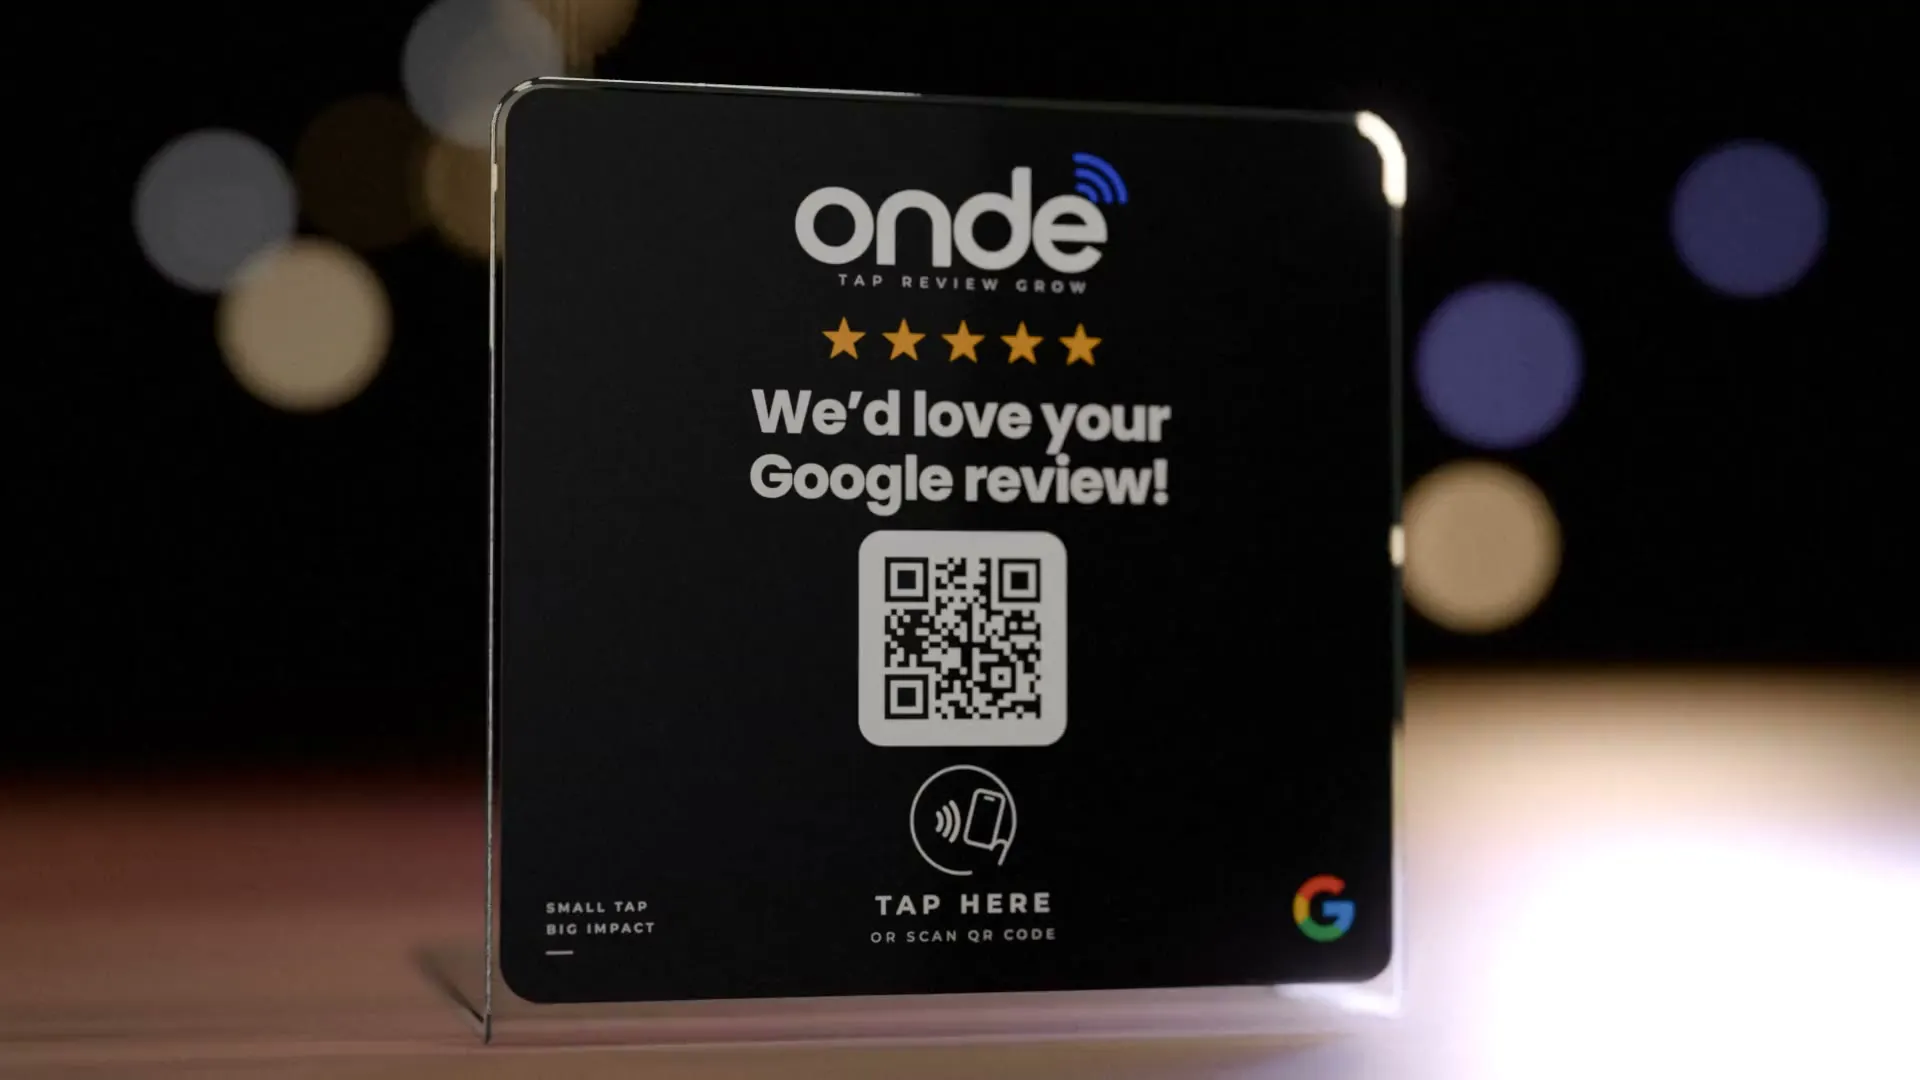 onde
TAP REVIEW GROW
We’d love your
Google review!
TAP HERE
OR SCAN QR CODE
SMALL TAP
BIG IMPACT
G